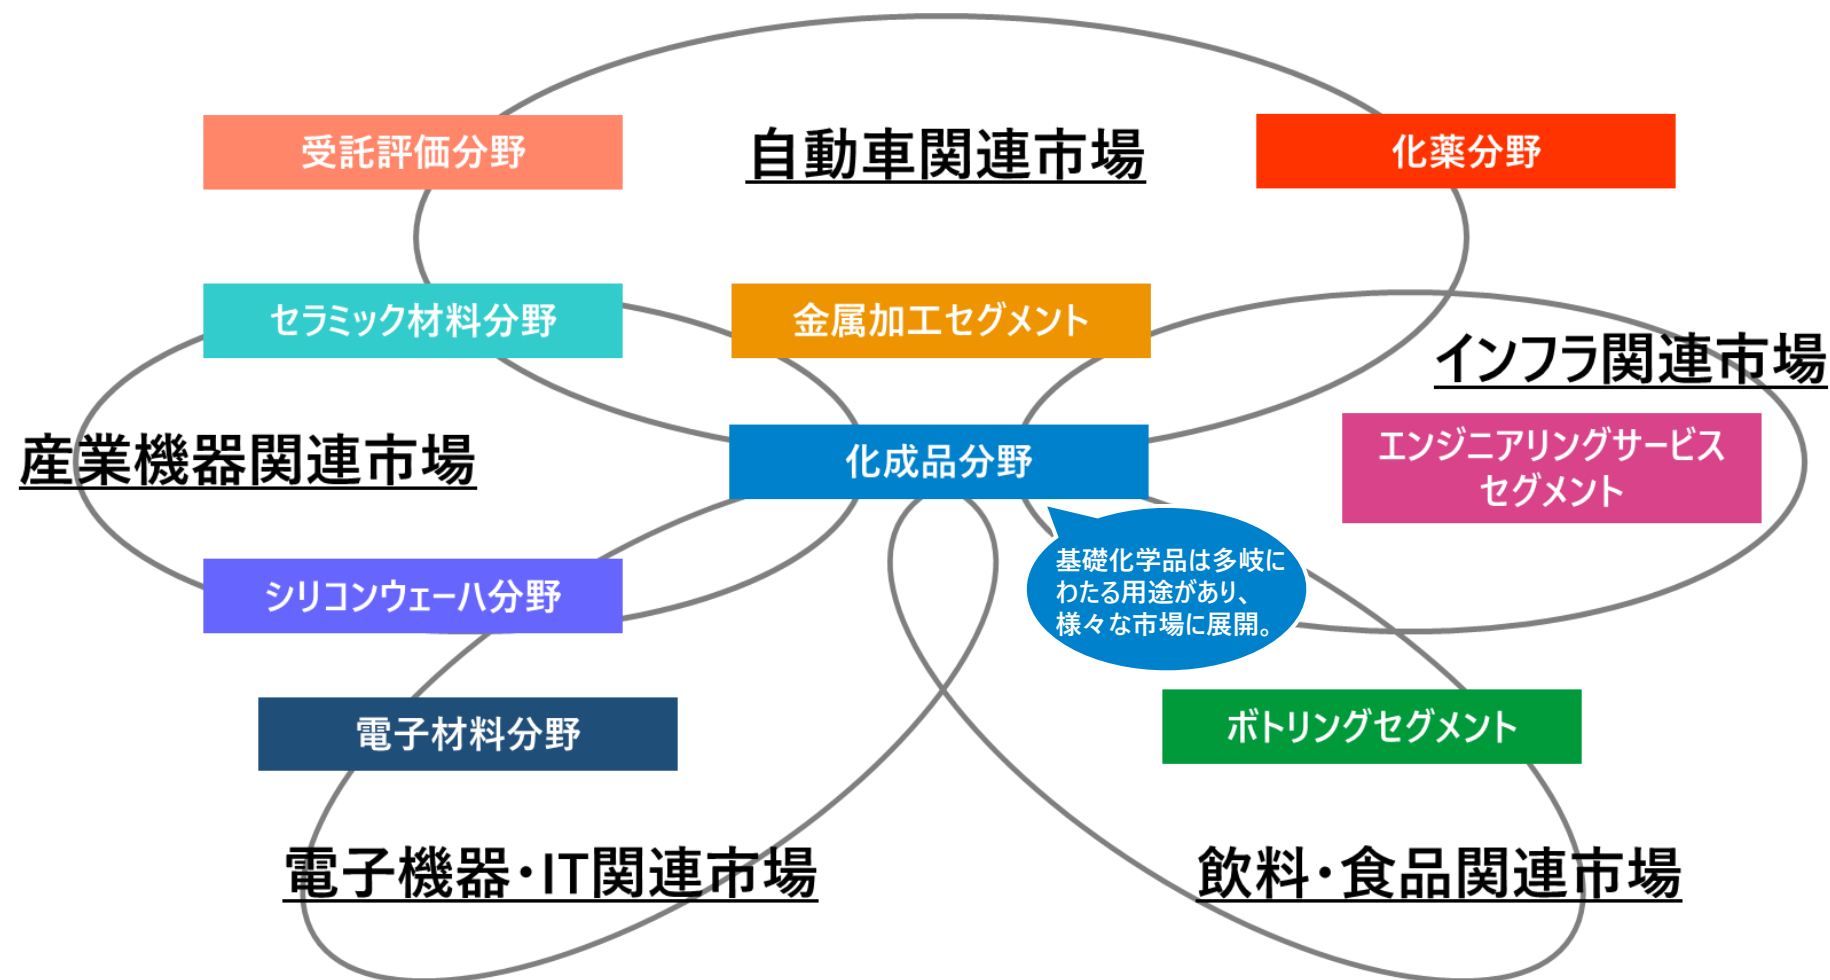 受託評価分野
自動車関連市場
化薬分野
セラミック材料分野
金属加工セグメント
インフラ関連市場
産業機器関連市場
化成品分野
エンジニアリングサービス
セグメント
基礎化学品は多岐に
わたる用途があり、
様々な市場に展開。
シリコンウェーハ分野
電子材料分野
ボトリングセグメント
電子機器・IT関連市場
飲料・食品関連市場